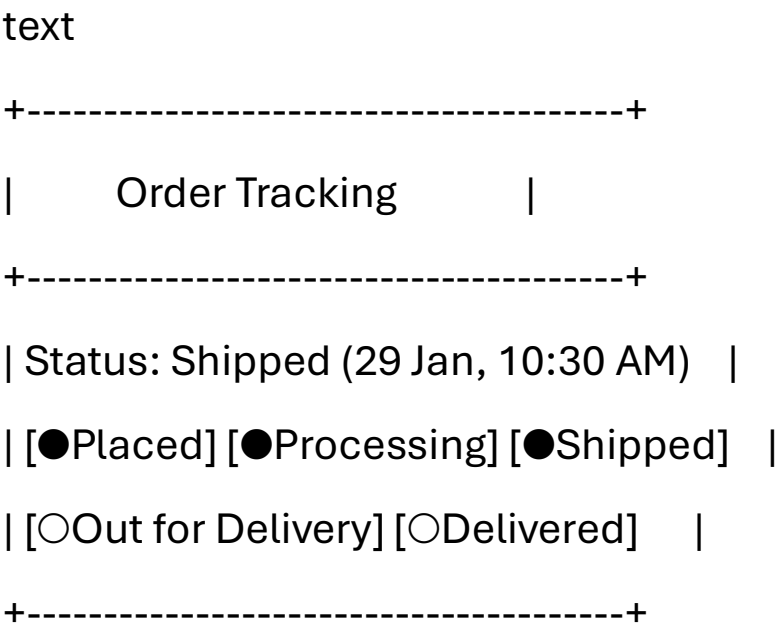 text
+---------------------------------------+
|          Order Tracking            |
+---------------------------------------+
| Status: Shipped (29 Jan, 10:30 AM)   |
| [●Placed] [●Processing] [●Shipped]   |
| [○Out for Delivery] [○Delivered]     |
+---------------------------------------+